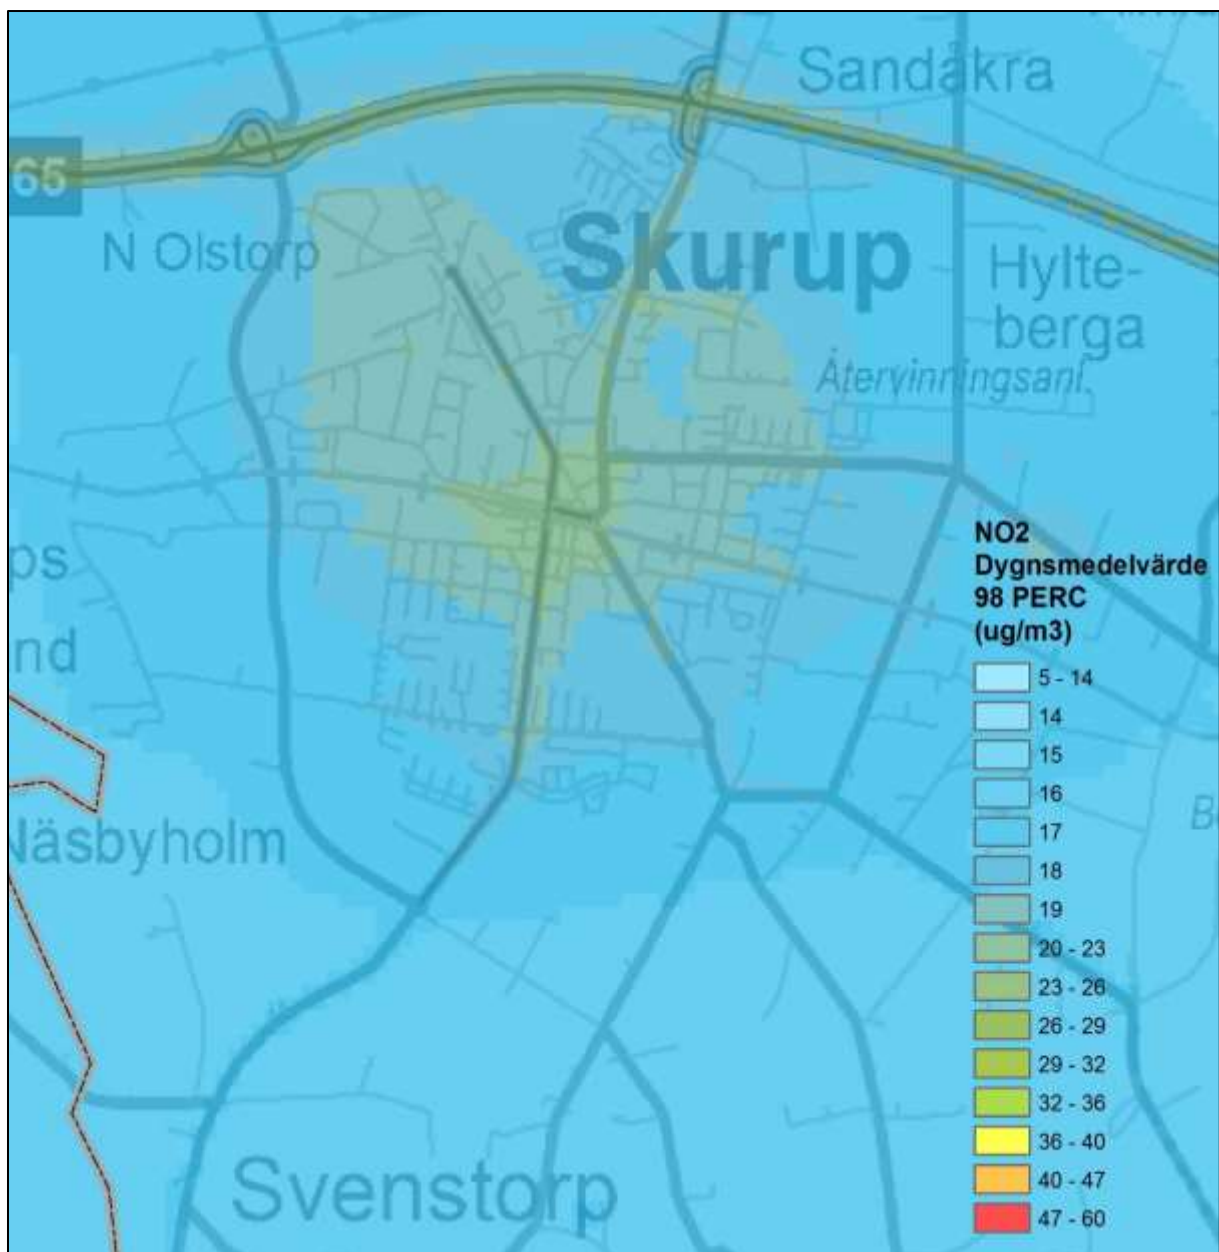 Sandåkra
65
N Olstorp
Skurup
Hylte-
berga
Återvinningsanl.
ps
nd
Näsbyholm
Svenstorp
NO2
Dygnsmedelvärde
98 PERC
(ug/m3)
5 - 14
14
15
16
17
18
19
20 - 23
23 - 26
26 - 29
29 - 32
32 - 36
36 - 40
40 - 47
47 - 60